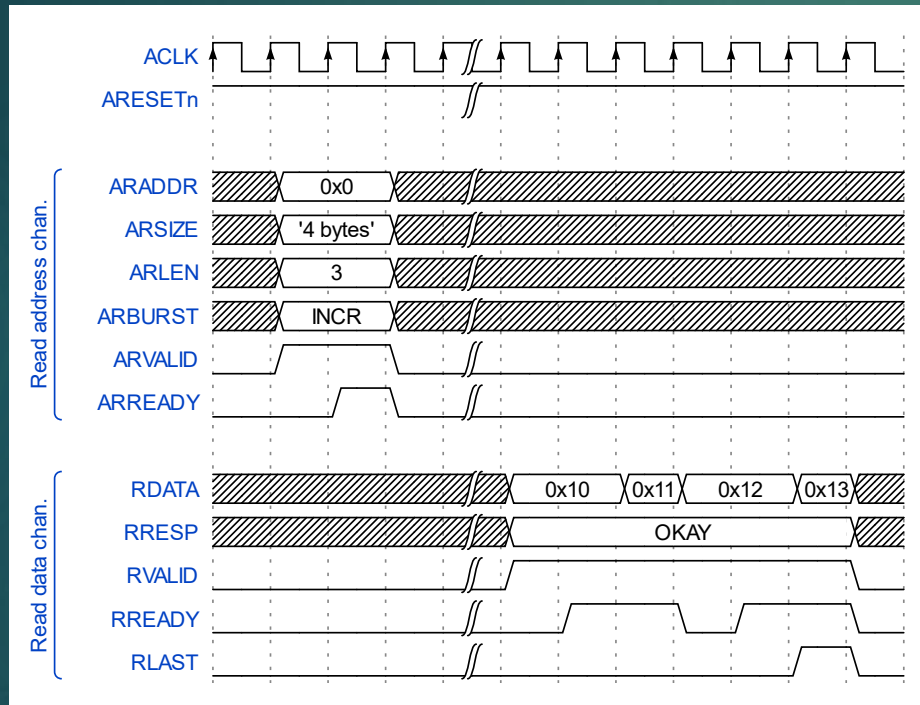 ACLK
ARESETn
Read address chan.
ARADDR 0x0
ARSIZE '4 bytes'
ARLEN 3
ARBURST INCR
ARVALID
ARREADY
Read data chan.
RDATA 0x10 0x11 0x12 0x13
RRESP OKAY
RVALID
RREADY
RLAST